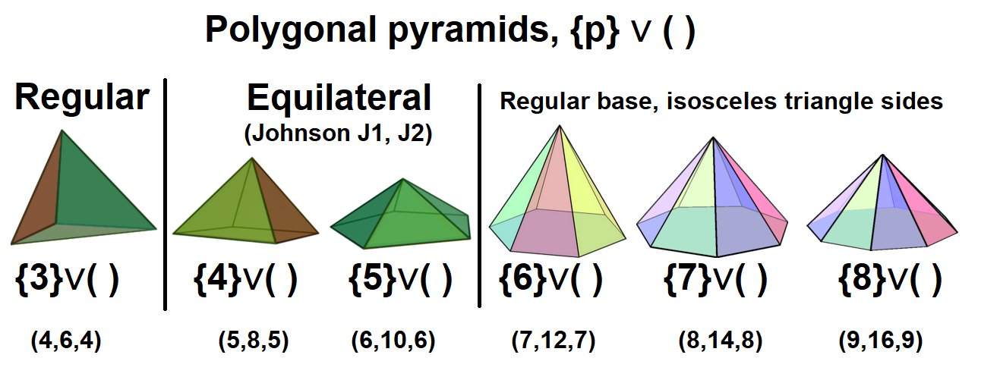 Polygonal pyramids, {p} ∨ ( )
Regular
Equilateral
(Johnson J1, J2)
Regular base, isosceles triangle sides
{3}∨( )
{4}∨( )
{5}∨( )
{6}∨( )
{7}∨( )
{8}∨( )
(4,6,4)
(5,8,5)
(6,10,6)
(7,12,7)
(8,14,8)
(9,16,9)